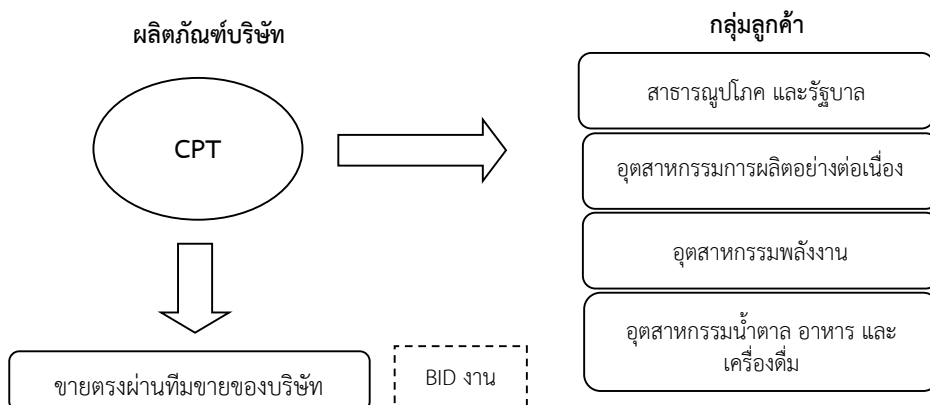 ผลิตภัณฑ์บริษัท
กลุ่มลูกค้า
CPT
สาธารณูปโภค และรัฐบาล
อุตสาหกรรมการผลิตอย่างต่อเนื่อง
อุตสาหกรรมพลังงาน
อุตสาหกรรมน้ำตาล อาหาร และ
เครื่องดื่ม
ขายตรงผ่านทีมขายของบริษัท
BID งาน